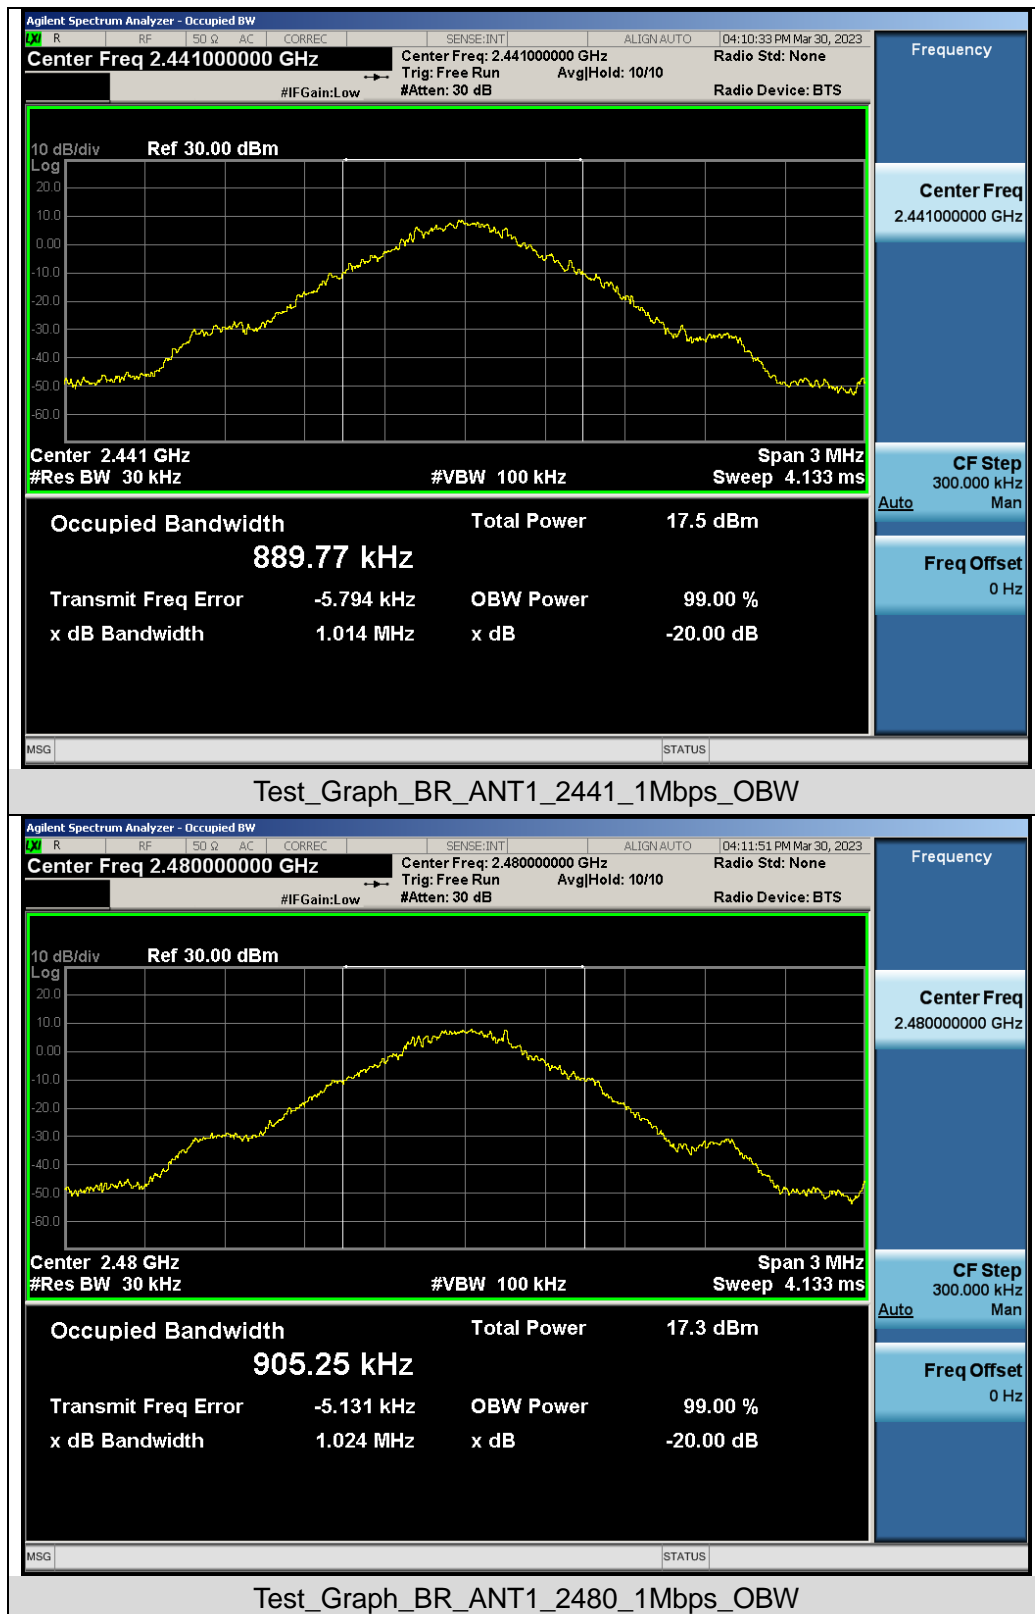 Agilent Spectrum Analyzer - Occupied BW
LXI R RF 50 Ω AC CORREC SENSE:INT ALIGN AUTO 04:10:33 PM Mar 30, 2023
Center Freq 2.441000000 GHz Center Freq: 2.441000000 GHz Radio Std: None
Trig: Free Run Avg|Hold: 10/10
#IFGain:Low #Atten: 30 dB Radio Device: BTS
Frequency
10 dB/div Ref 30.00 dBm
Log
20.0
10.0
0.00
-10.0
-20.0
-30.0
-40.0
-50.0
-60.0
Center 2.441 GHz Span 3 MHz
#Res BW 30 kHz #VBW 100 kHz Sweep 4.133 ms
Center Freq
2.441000000 GHz
CF Step
300.000 kHz
Auto Man
Freq Offset
0 Hz
Occupied Bandwidth Total Power 17.5 dBm
889.77 kHz
Transmit Freq Error -5.794 kHz OBW Power 99.00 %
x dB Bandwidth 1.014 MHz x dB -20.00 dB
MSG STATUS
Test_Graph_BR_ANT1_2441_1Mbps_OBW
Agilent Spectrum Analyzer - Occupied BW
LXI R RF 50 Ω AC CORREC SENSE:INT ALIGN AUTO 04:11:51 PM Mar 30, 2023
Center Freq 2.480000000 GHz Center Freq: 2.480000000 GHz Radio Std: None
Trig: Free Run Avg|Hold: 10/10
#IFGain:Low #Atten: 30 dB Radio Device: BTS
Frequency
10 dB/div Ref 30.00 dBm
Log
20.0
10.0
0.00
-10.0
-20.0
-30.0
-40.0
-50.0
-60.0
Center 2.48 GHz Span 3 MHz
#Res BW 30 kHz #VBW 100 kHz Sweep 4.133 ms
Center Freq
2.480000000 GHz
CF Step
300.000 kHz
Auto Man
Freq Offset
0 Hz
Occupied Bandwidth Total Power 17.3 dBm
905.25 kHz
Transmit Freq Error -5.131 kHz OBW Power 99.00 %
x dB Bandwidth 1.024 MHz x dB -20.00 dB
MSG STATUS
Test_Graph_BR_ANT1_2480_1Mbps_OBW